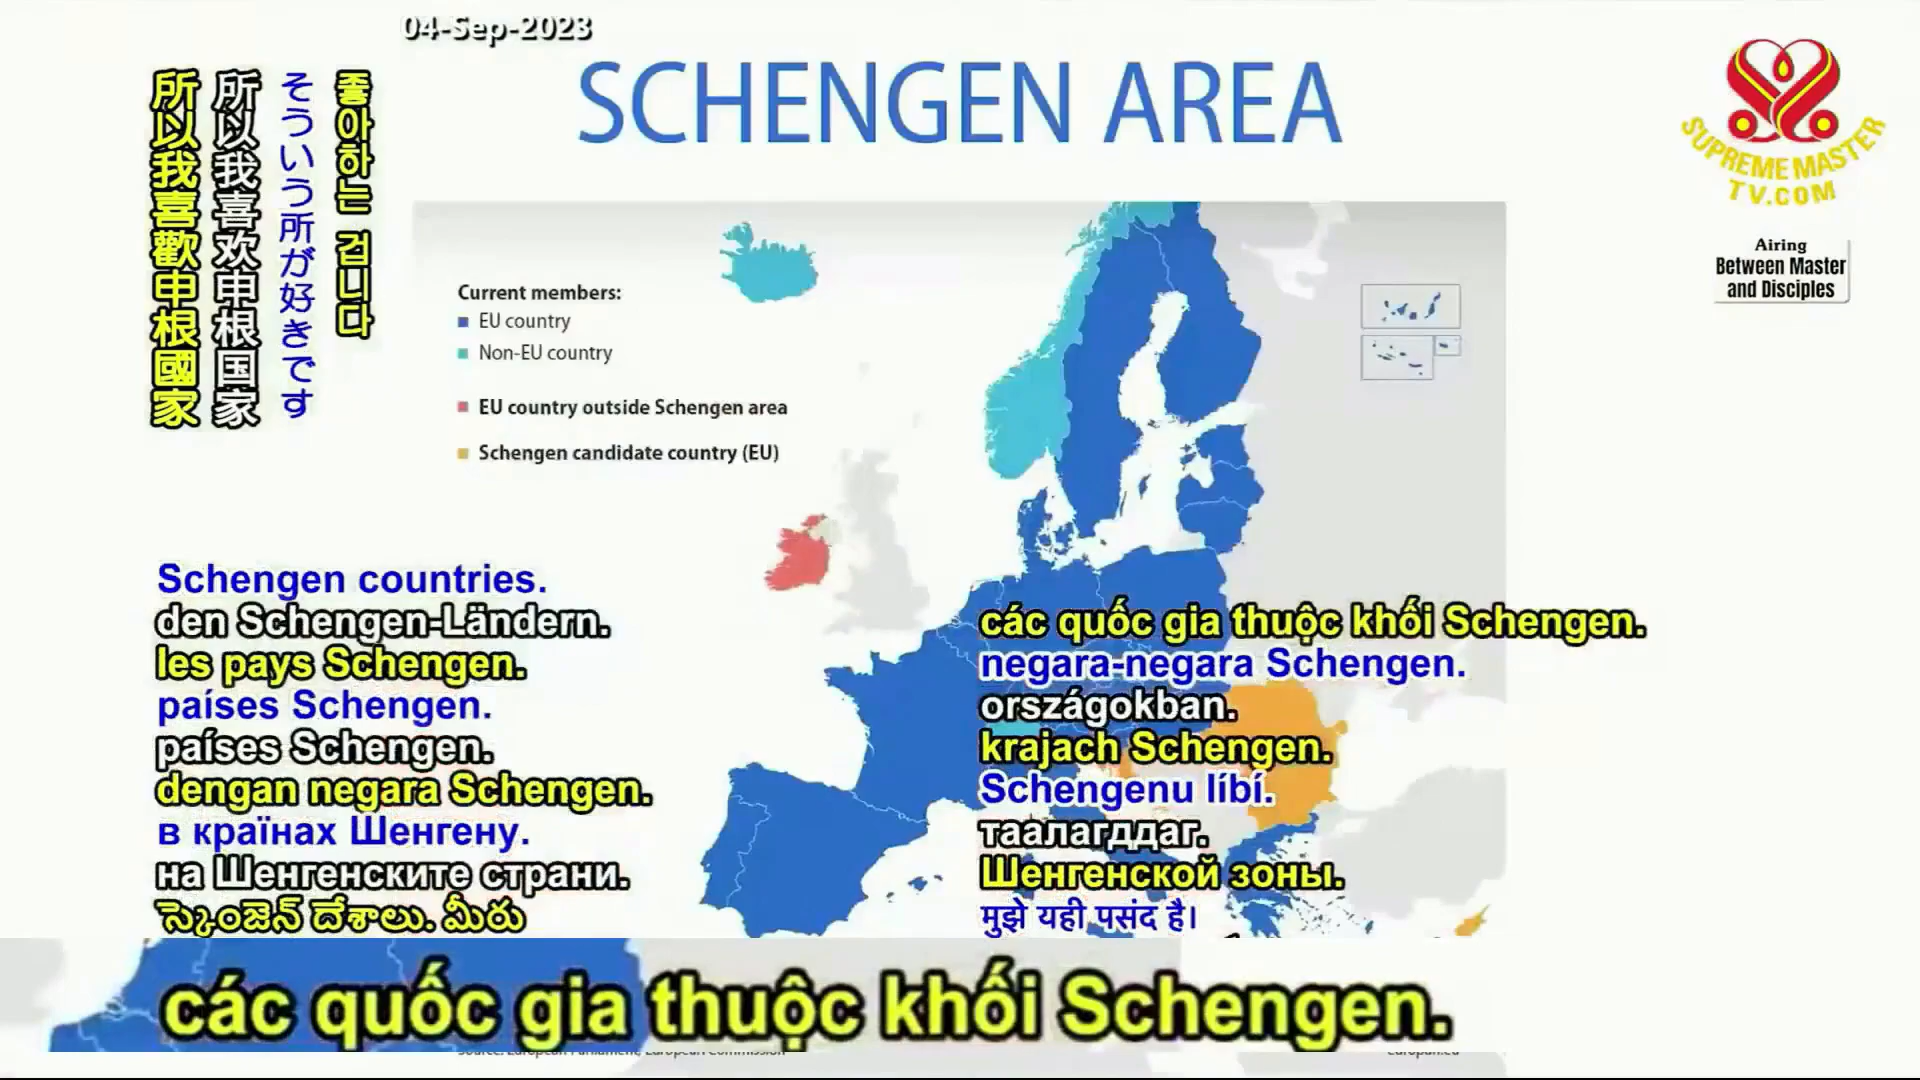 04-Sep-2023
SCHENGEN AREA
SUPREME MASTER
TV.COM
Airing
Between Master
and Disciples
所以我喜歡申根國家
所以我喜欢申根国家
そういう所が好きです
좋아하는 겁니다
Current members:
EU country
Non-EU country
EU country outside Schengen area
Schengen candidate country (EU)
Schengen countries.
den Schengen-Ländern.
les pays Schengen.
países Schengen.
países Schengen.
dengan negara Schengen.
в країнах Шенгену.
на Шенгенските страни.
స్కెంజెన్ దేశాలు. మీరు
các quốc gia thuộc khối Schengen.
negara-negara Schengen.
országokban.
krajach Schengen.
Schengenu líbí.
таалагддаг.
Шенгенской зоны.
मुझे यही पसंद है।
các quốc gia thuộc khối Schengen.